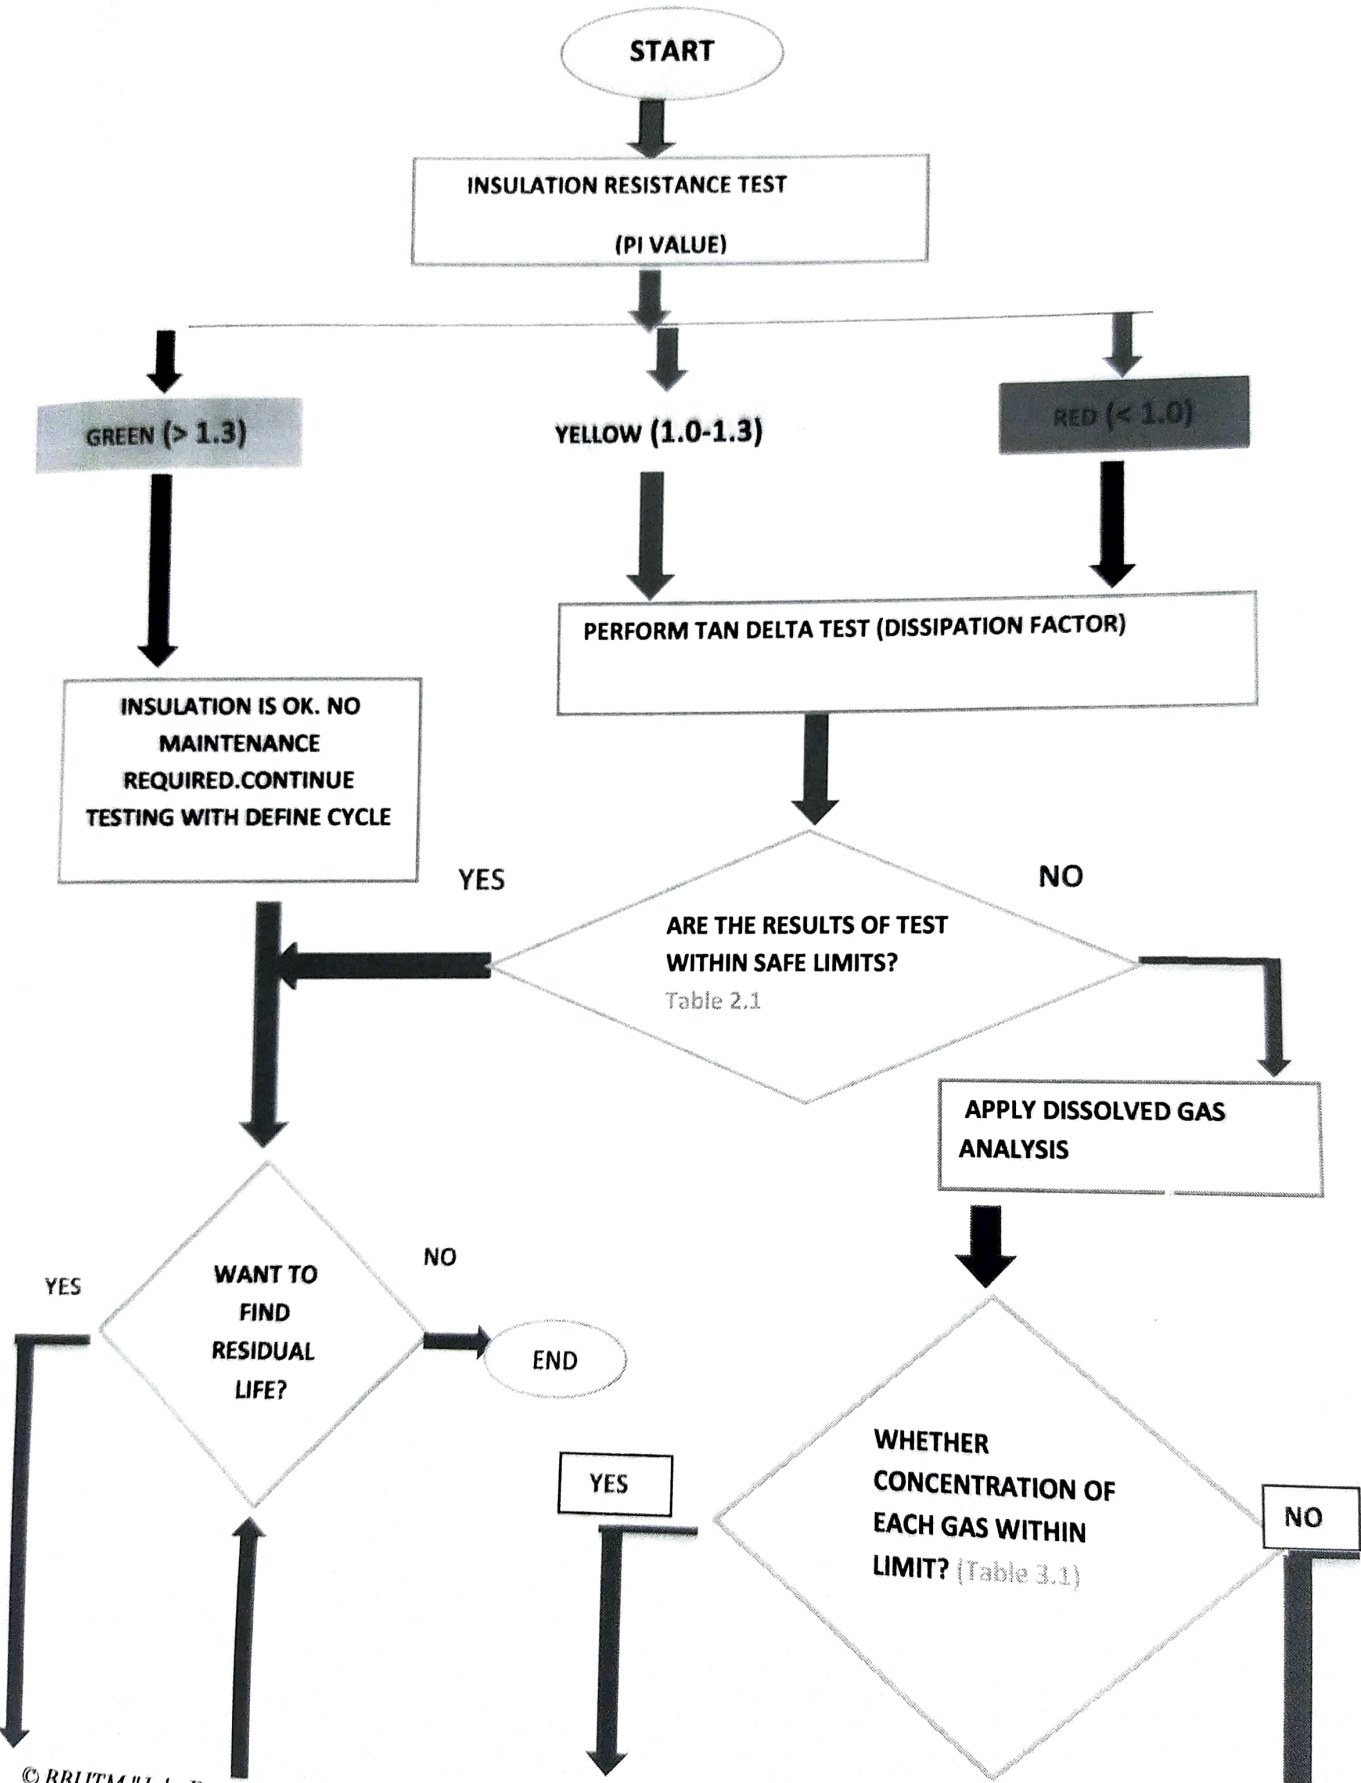 START
INSULATION RESISTANCE TEST
(PI VALUE)
GREEN (> 1.3)
YELLOW (1.0-1.3)
RED (< 1.0)
PERFORM TAN DELTA TEST (DISSIPATION FACTOR)
INSULATION IS OK. NO
MAINTENANCE
REQUIRED.CONTINUE
TESTING WITH DEFINE CYCLE
YES
NO
ARE THE RESULTS OF TEST
WITHIN SAFE LIMITS?
Table 2.1
APPLY DISSOLVED GAS
ANALYSIS
YES
NO
WANT TO
FIND
RESIDUAL
LIFE?
END
YES
WHETHER
CONCENTRATION OF
EACH GAS WITHIN
LIMIT? (Table 3.1)
NO
©